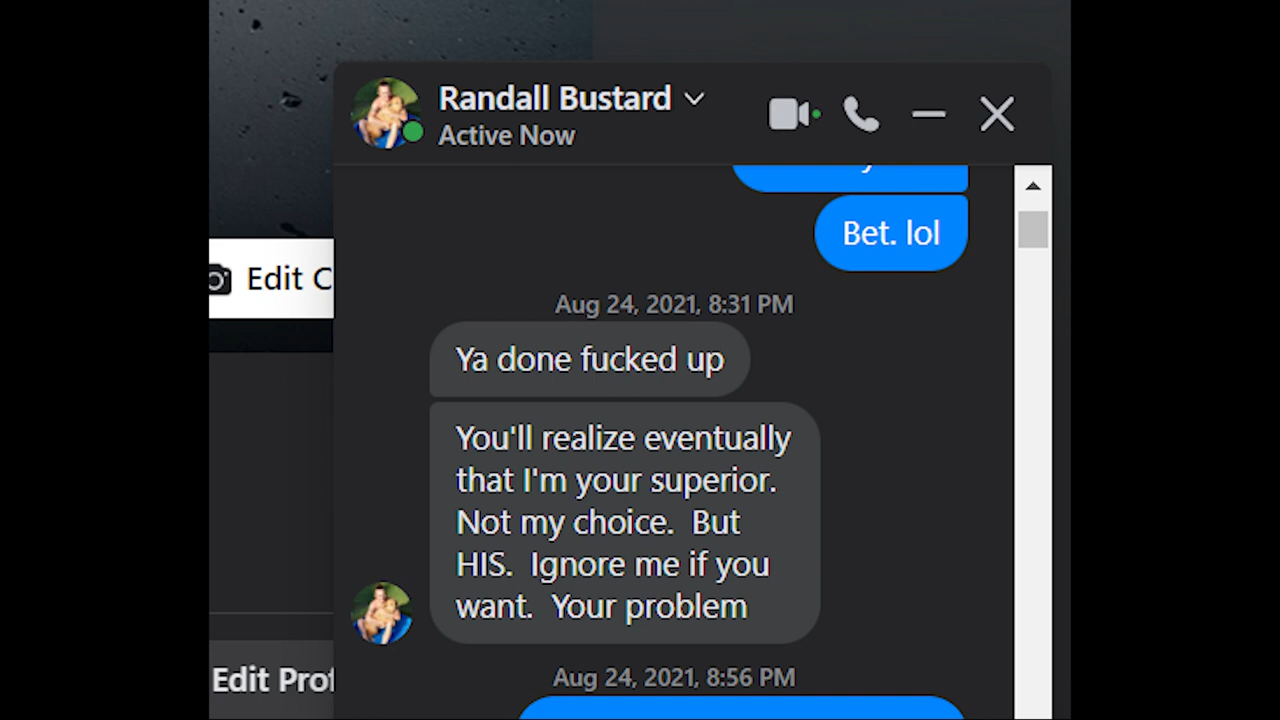 Randall Bustard
Active Now
Bet. lol
Edit
Aug 24, 2021, 8:31 PM
Ya done fucked up
You'll realize eventually
that I'm your superior.
Not my choice.  But
HIS.  Ignore me if you
want.  Your problem
Edit
Aug 24, 2021, 8:56 PM